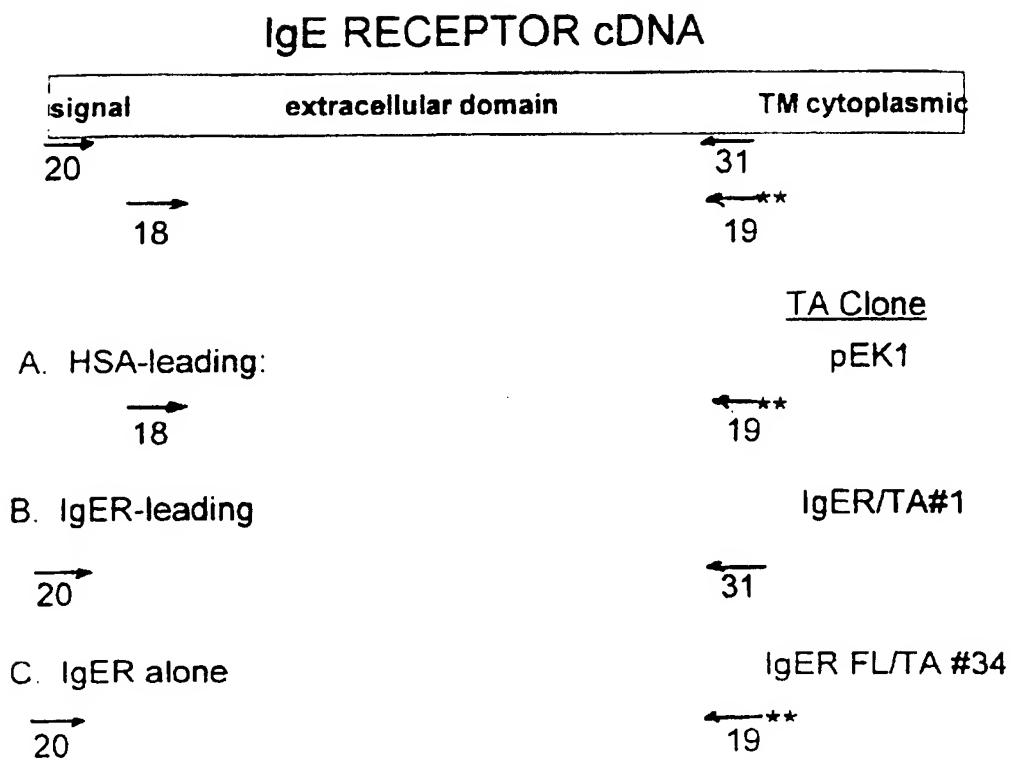 IgE RECEPTOR cDNA
signal extracellular domain TM cytoplasmic
20 31
18 19 **
TA Clone
A. HSA-leading: pEK1
18 19 **
B. IgER-leading IgER/TA#1
20 31
C. IgER alone IgER FL/TA #34
20 19 **